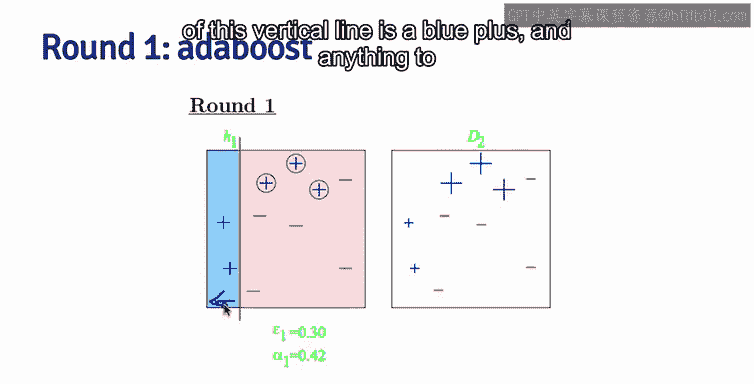 of this vertical line is a blue plus, and
anything to
Round 1: adaboost
Round 1
h₁
D₂
ε₁=0.30
α₁=0.42